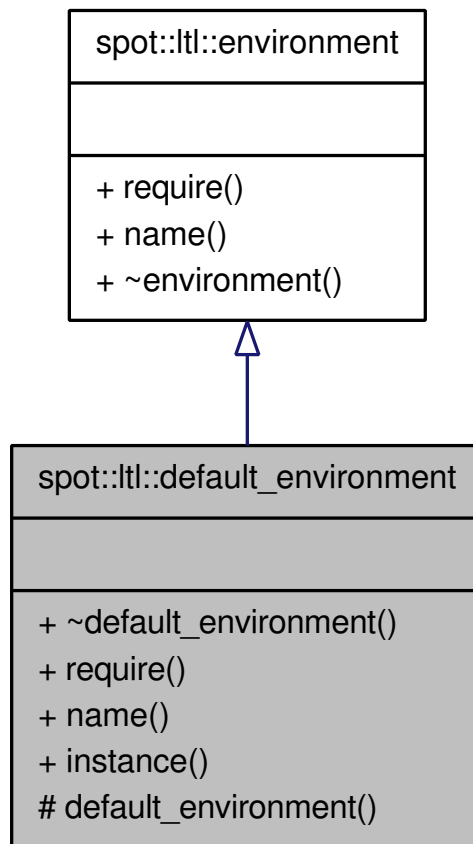 spot::ltl::environment
+ require()
+ name()
+ ~environment()
spot::ltl::default_environment
+ ~default_environment()
+ require()
+ name()
+ instance()
# default_environment()